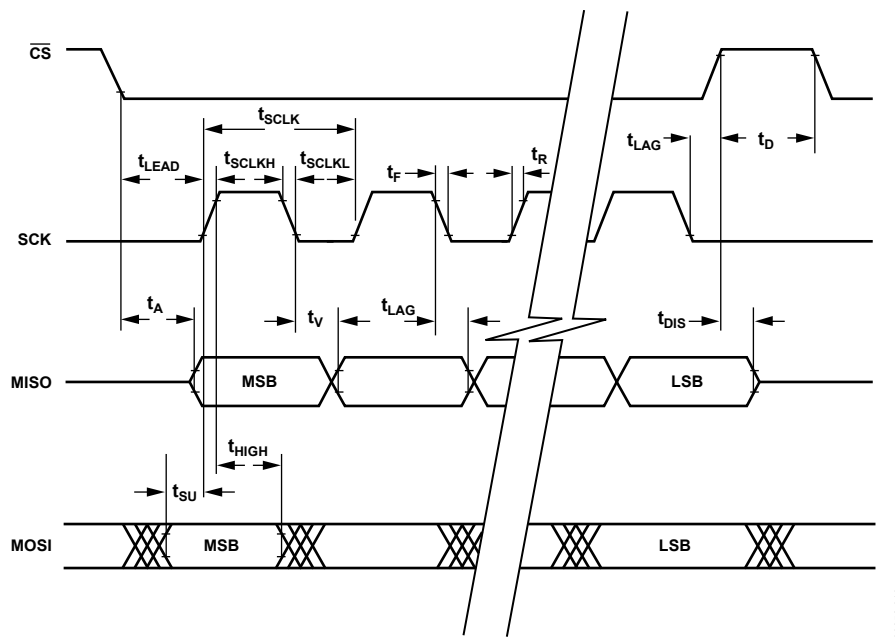 CS
tSCLK
tLEAD
tSCLKH
tSCLKL
tF
tR
tLAG
tD
SCK
tA
tV
tLAG
tDIS
MISO
MSB
LSB
tHIGH
tSU
MOSI
MSB
LSB